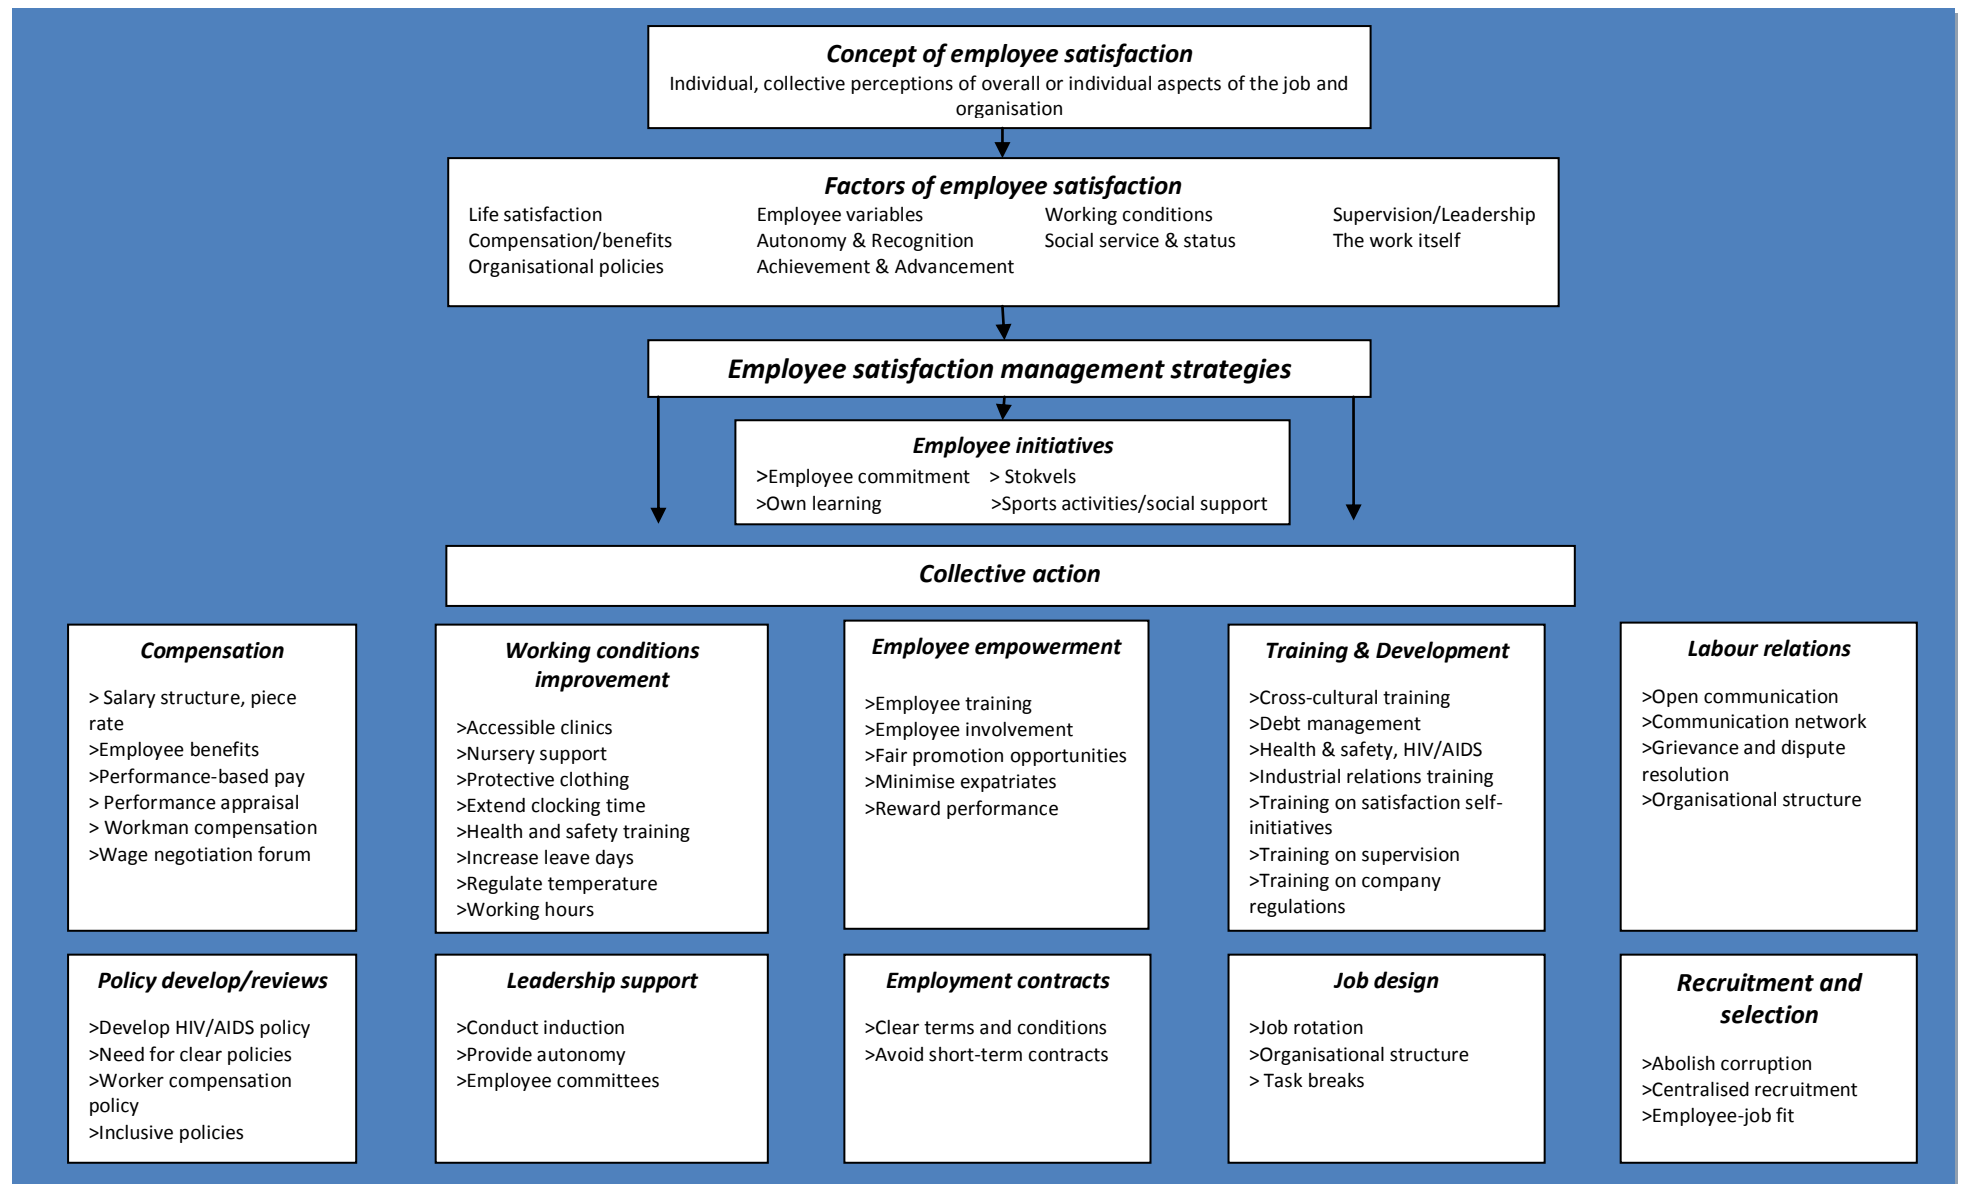 Concept of employee satisfaction
Individual, collective perceptions of overall or individual aspects of the job and
organisation
Factors of employee satisfaction
Life satisfaction Employee variables Working conditions Supervision/Leadership
Compensation/benefits Autonomy & Recognition Social service & status The work itself
Organisational policies Achievement & Advancement
Employee satisfaction management strategies
Employee initiatives
>Employee commitment > Stokvels
>Own learning >Sports activities/social support
Collective action
Compensation
> Salary structure, piece
rate
>Employee benefits
>Performance-based pay
> Performance appraisal
> Workman compensation
>Wage negotiation forum
Working conditions
improvement
>Accessible clinics
>Nursery support
>Protective clothing
>Extend clocking time
>Health and safety training
>Increase leave days
>Regulate temperature
>Working hours
Employee empowerment
>Employee training
>Employee involvement
>Fair promotion opportunities
>Minimise expatriates
>Reward performance
Training & Development
>Cross-cultural training
>Debt management
>Health & safety, HIV/AIDS
>Industrial relations training
>Training on satisfaction self-
initiatives
>Training on supervision
>Training on company
regulations
Labour relations
>Open communication
>Communication network
>Grievance and dispute
resolution
>Organisational structure
Policy develop/reviews
>Develop HIV/AIDS policy
>Need for clear policies
>Worker compensation
policy
>Inclusive policies
Leadership support
>Conduct induction
>Provide autonomy
>Employee committees
Employment contracts
>Clear terms and conditions
>Avoid short-term contracts
Job design
>Job rotation
>Organisational structure
> Task breaks
Recruitment and
selection
>Abolish corruption
>Centralised recruitment
>Employee-job fit